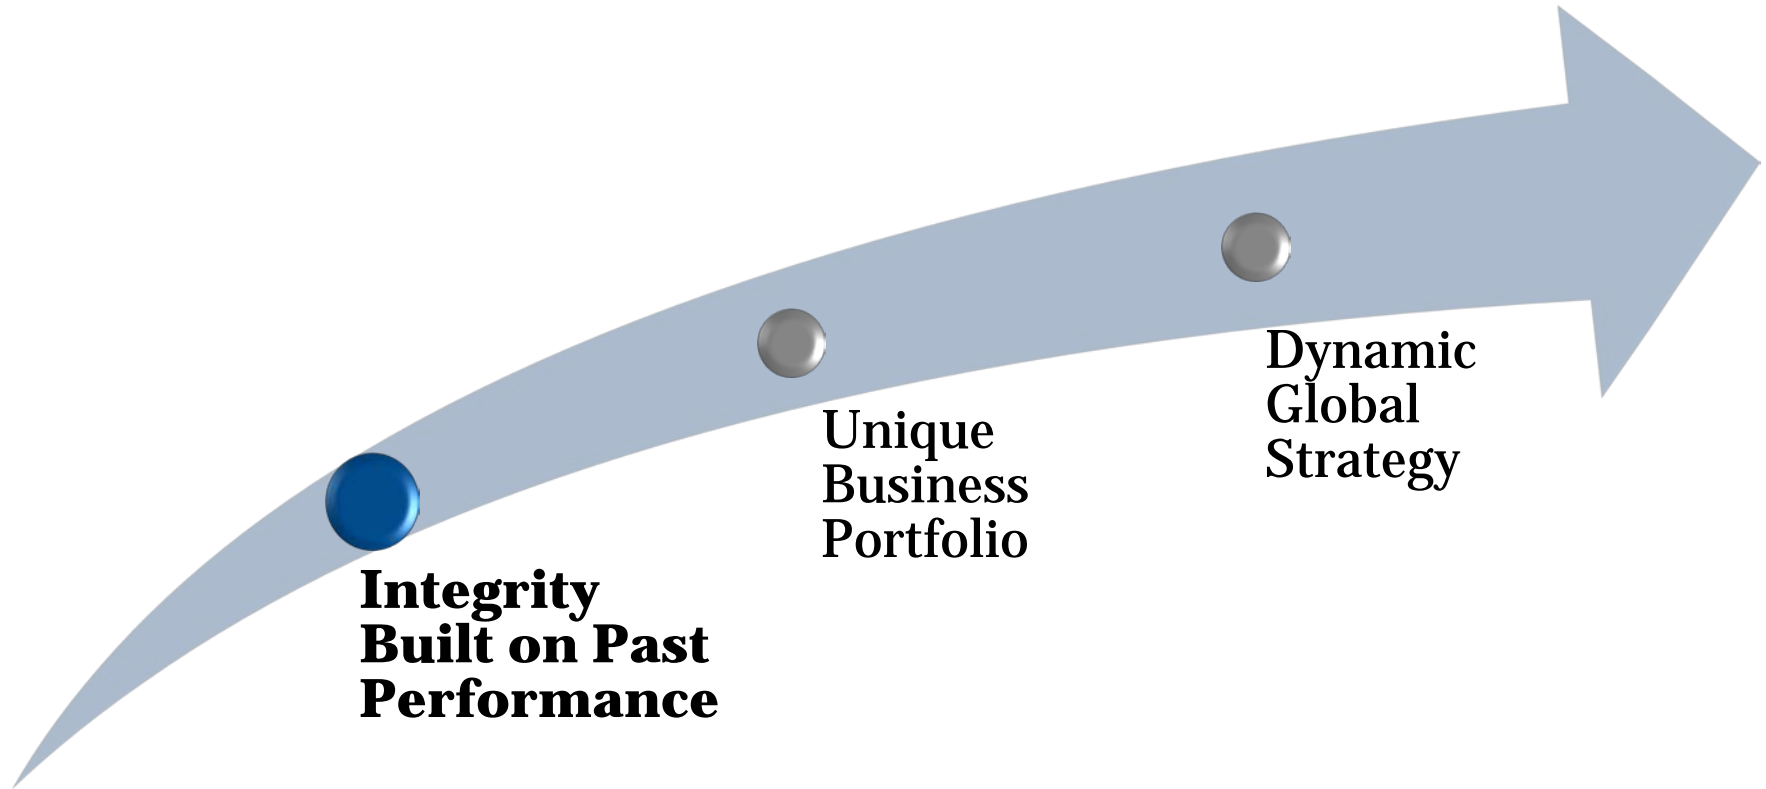 Integrity
Built on Past
Performance
Unique
Business
Portfolio
Dynamic
Global
Strategy